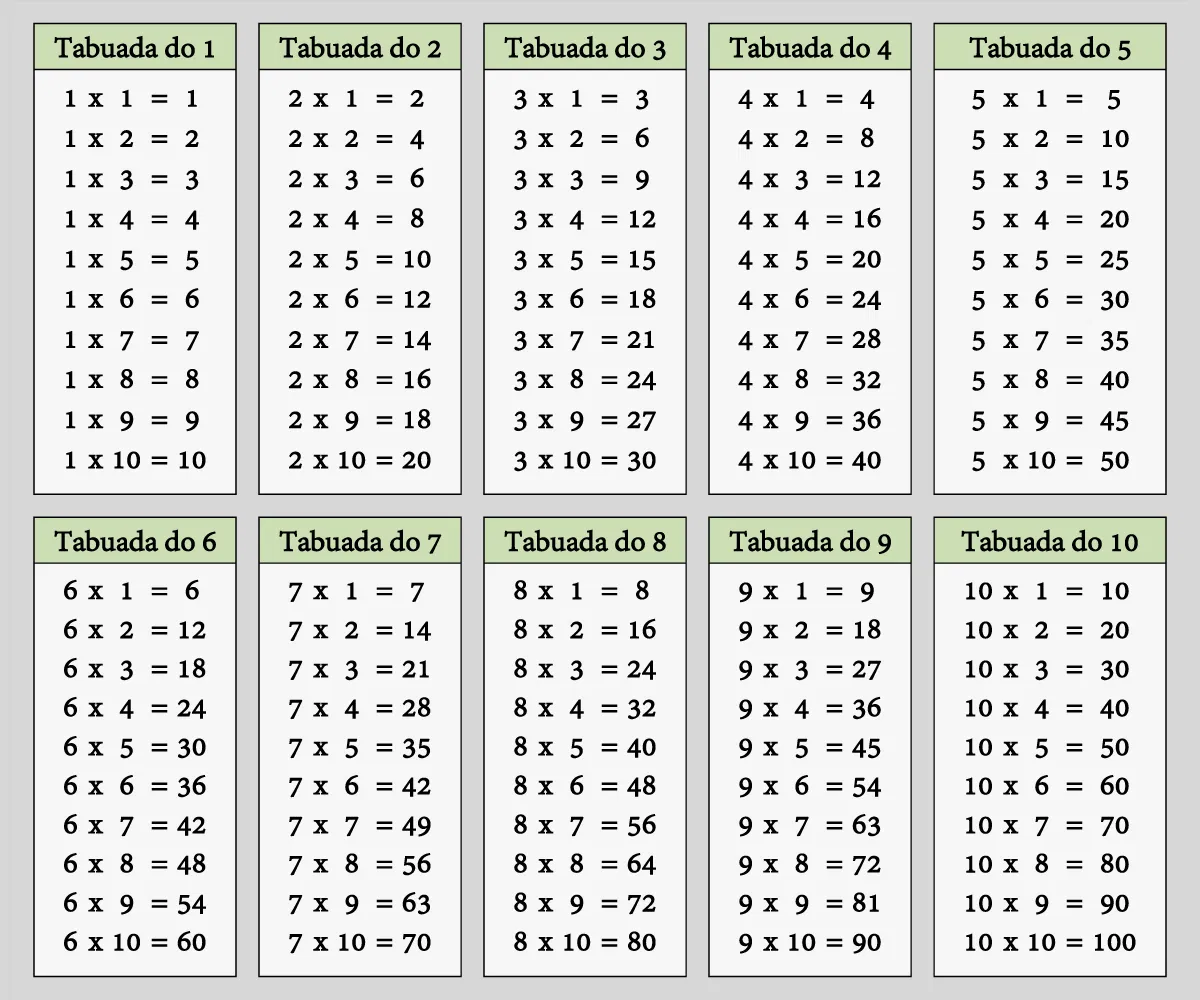 Tabuada do 1
1 x 1 = 1
1 x 2 = 2
1 x 3 = 3
1 x 4 = 4
1 x 5 = 5
1 x 6 = 6
1 x 7 = 7
1 x 8 = 8
1 x 9 = 9
1 x 10 = 10
Tabuada do 2
2 x 1 = 2
2 x 2 = 4
2 x 3 = 6
2 x 4 = 8
2 x 5 = 10
2 x 6 = 12
2 x 7 = 14
2 x 8 = 16
2 x 9 = 18
2 x 10 = 20
Tabuada do 3
3 x 1 = 3
3 x 2 = 6
3 x 3 = 9
3 x 4 = 12
3 x 5 = 15
3 x 6 = 18
3 x 7 = 21
3 x 8 = 24
3 x 9 = 27
3 x 10 = 30
Tabuada do 4
4 x 1 = 4
4 x 2 = 8
4 x 3 = 12
4 x 4 = 16
4 x 5 = 20
4 x 6 = 24
4 x 7 = 28
4 x 8 = 32
4 x 9 = 36
4 x 10 = 40
Tabuada do 5
5 x 1 = 5
5 x 2 = 10
5 x 3 = 15
5 x 4 = 20
5 x 5 = 25
5 x 6 = 30
5 x 7 = 35
5 x 8 = 40
5 x 9 = 45
5 x 10 = 50
Tabuada do 6
6 x 1 = 6
6 x 2 = 12
6 x 3 = 18
6 x 4 = 24
6 x 5 = 30
6 x 6 = 36
6 x 7 = 42
6 x 8 = 48
6 x 9 = 54
6 x 10 = 60
Tabuada do 7
7 x 1 = 7
7 x 2 = 14
7 x 3 = 21
7 x 4 = 28
7 x 5 = 35
7 x 6 = 42
7 x 7 = 49
7 x 8 = 56
7 x 9 = 63
7 x 10 = 70
Tabuada do 8
8 x 1 = 8
8 x 2 = 16
8 x 3 = 24
8 x 4 = 32
8 x 5 = 40
8 x 6 = 48
8 x 7 = 56
8 x 8 = 64
8 x 9 = 72
8 x 10 = 80
Tabuada do 9
9 x 1 = 9
9 x 2 = 18
9 x 3 = 27
9 x 4 = 36
9 x 5 = 45
9 x 6 = 54
9 x 7 = 63
9 x 8 = 72
9 x 9 = 81
9 x 10 = 90
Tabuada do 10
10 x 1 = 10
10 x 2 = 20
10 x 3 = 30
10 x 4 = 40
10 x 5 = 50
10 x 6 = 60
10 x 7 = 70
10 x 8 = 80
10 x 9 = 90
10 x 10 = 100